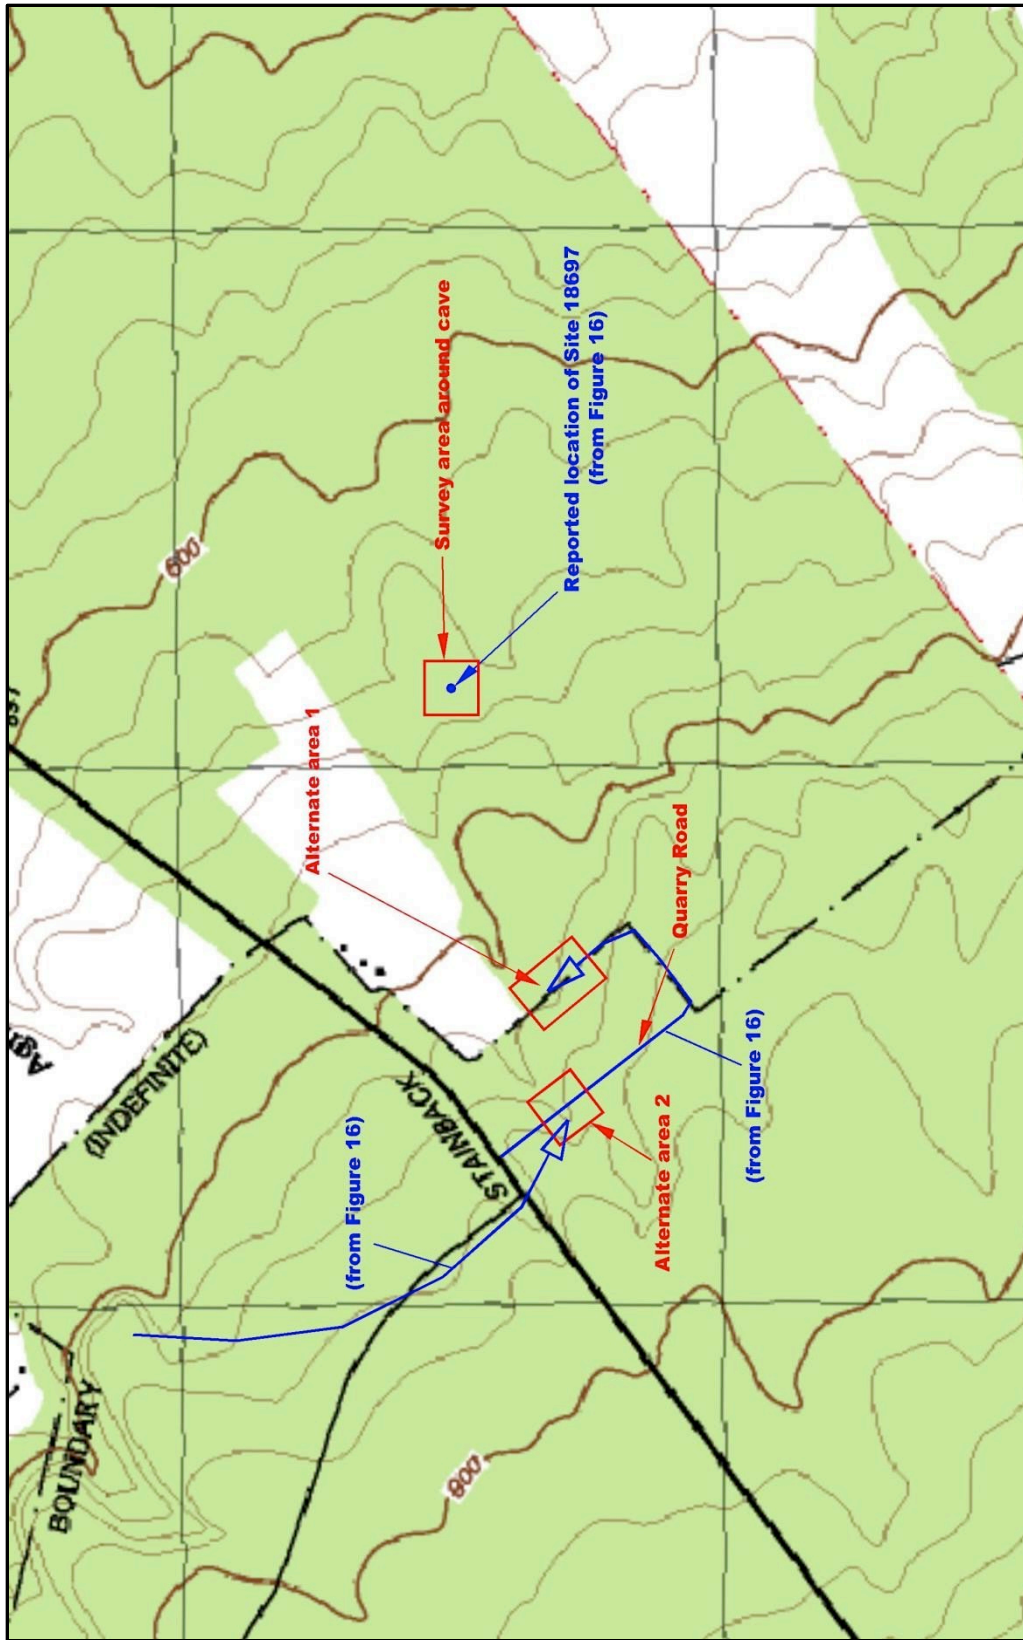 BOUNDARY
(INDEFINITE)
STAINBACK
600
800
Survey area around cave
Reported location of Site 18697
(from Figure 16)
Alternate area 1
Quarry Road
(from Figure 16)
Alternate area 2
(from Figure 16)